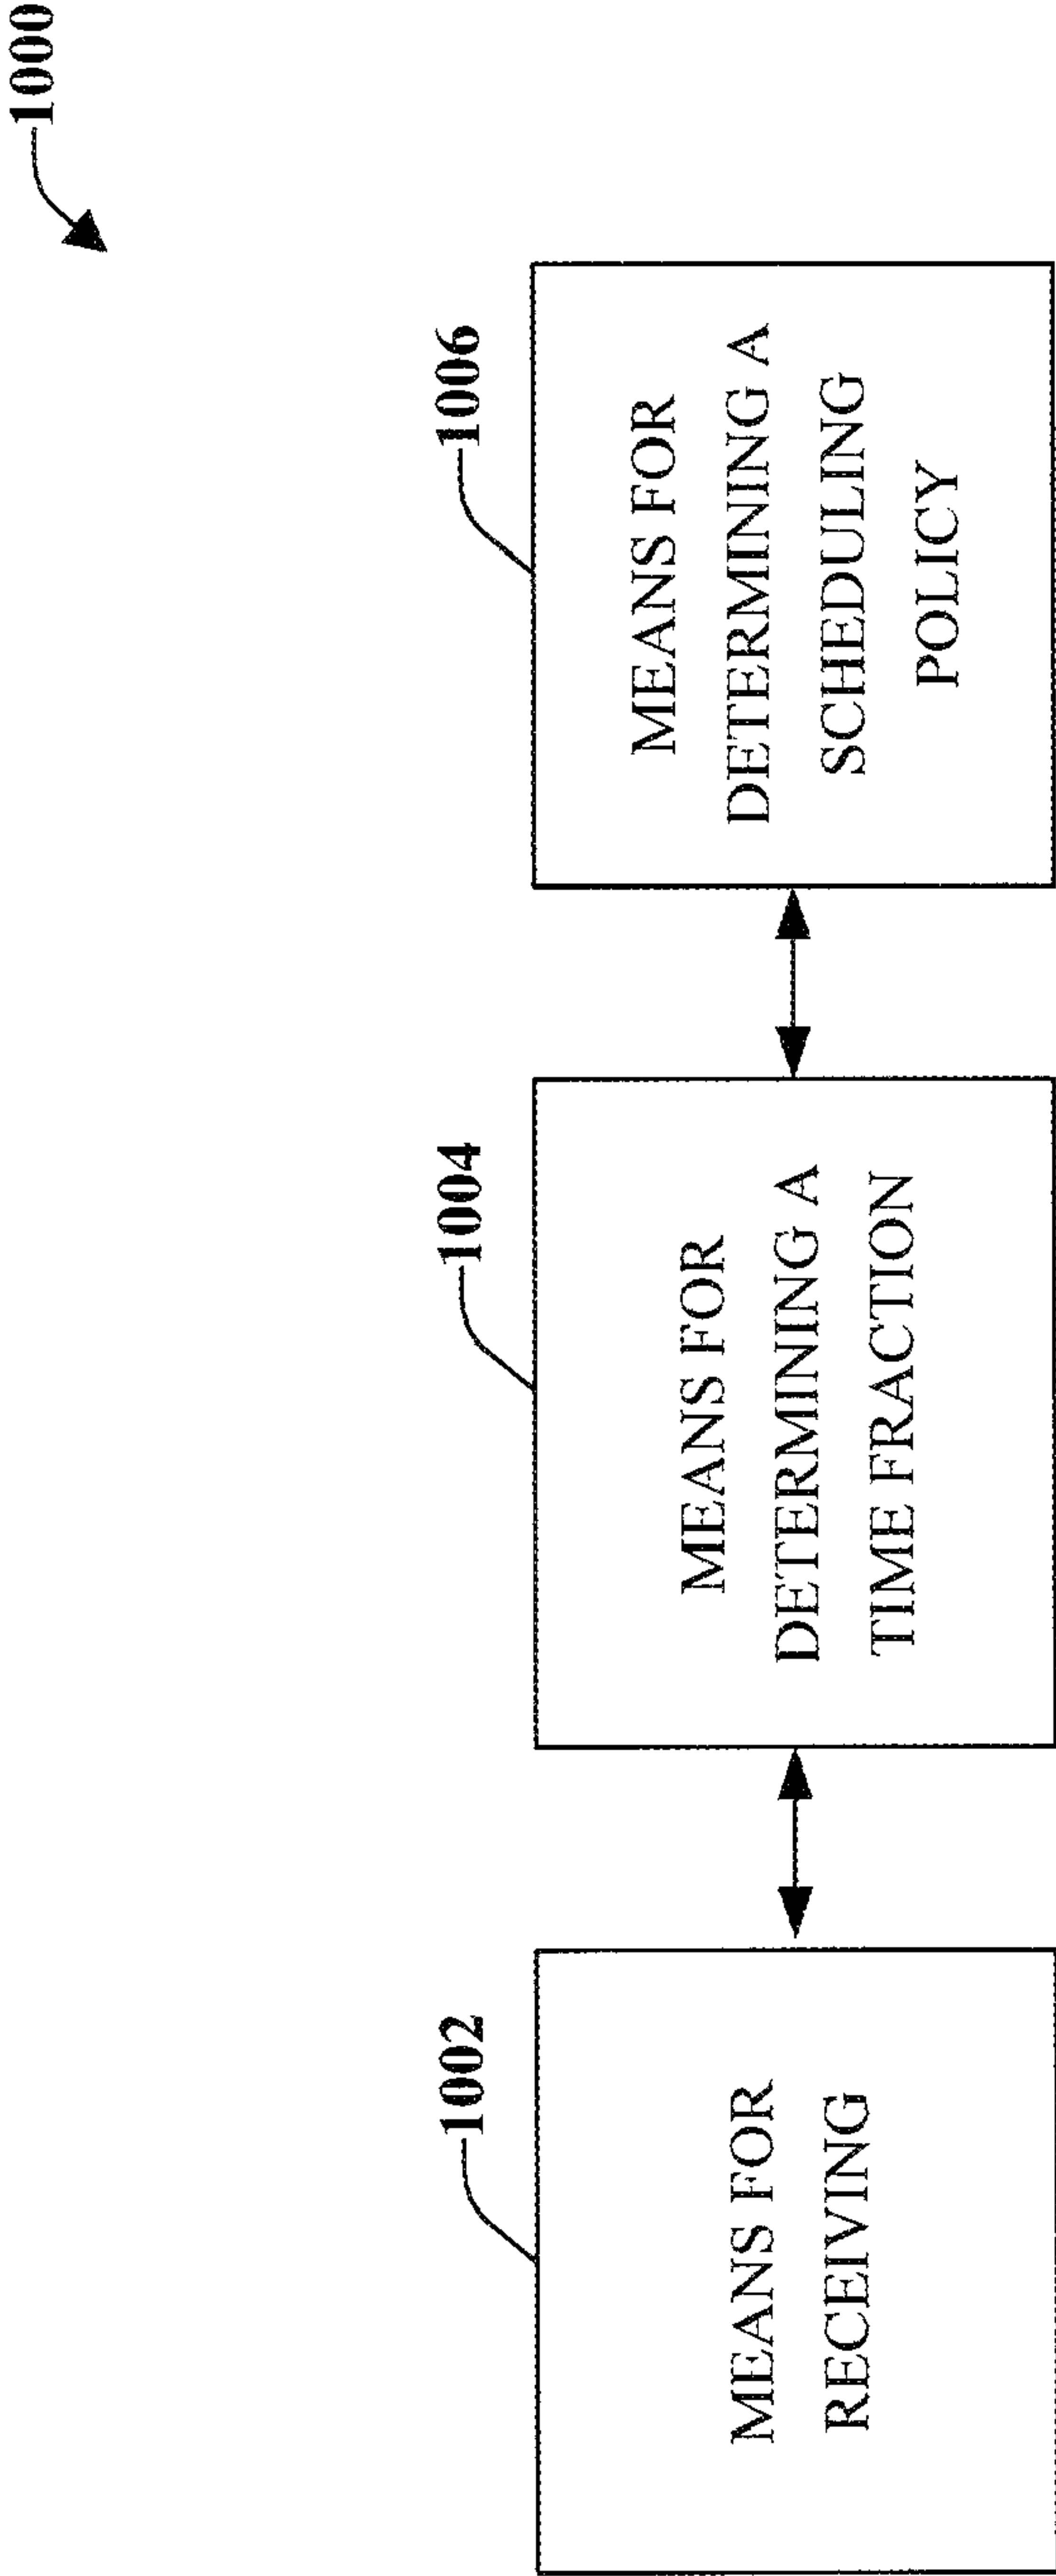 1000
1002
MEANS FOR
RECEIVING
1004
MEANS FOR
DETERMINING A
TIME FRACTION
1006
MEANS FOR
DETERMINING A
SCHEDULING
POLICY